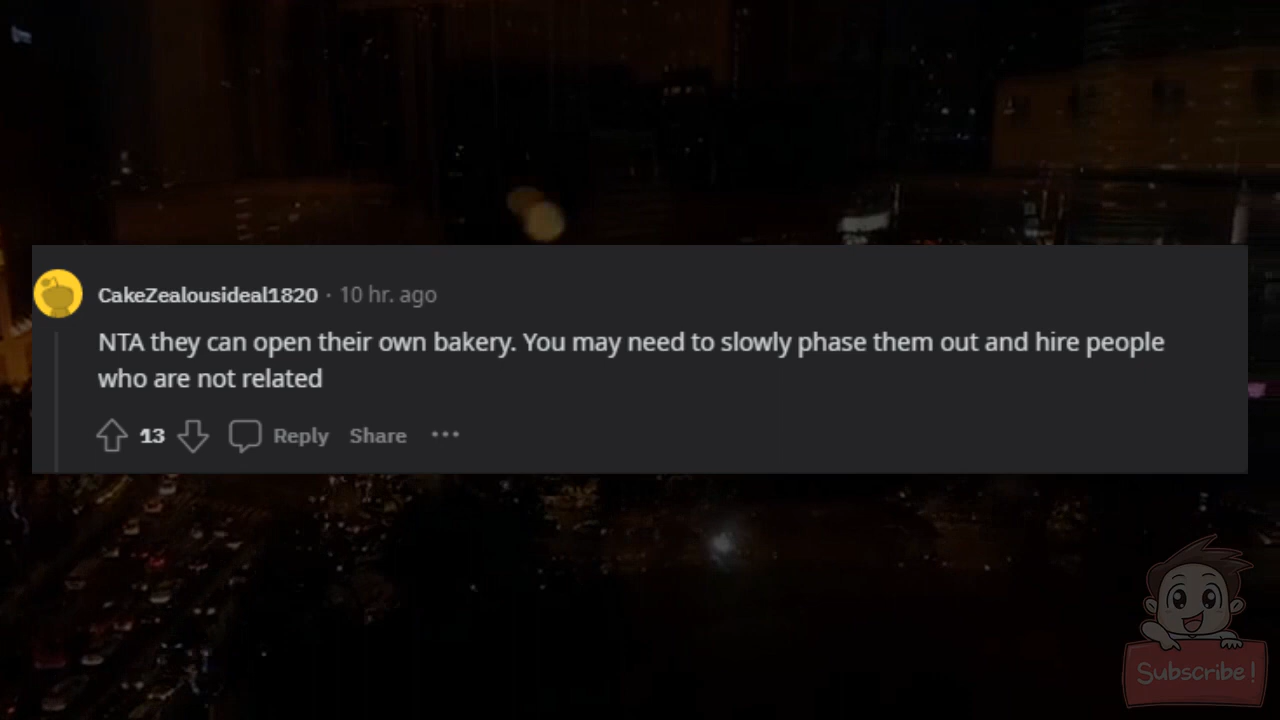 CakeZealousideal1820 · 10 hr. ago
NTA they can open their own bakery. You may need to slowly phase them out and hire people
who are not related
13 Reply Share ···
Subscribe!